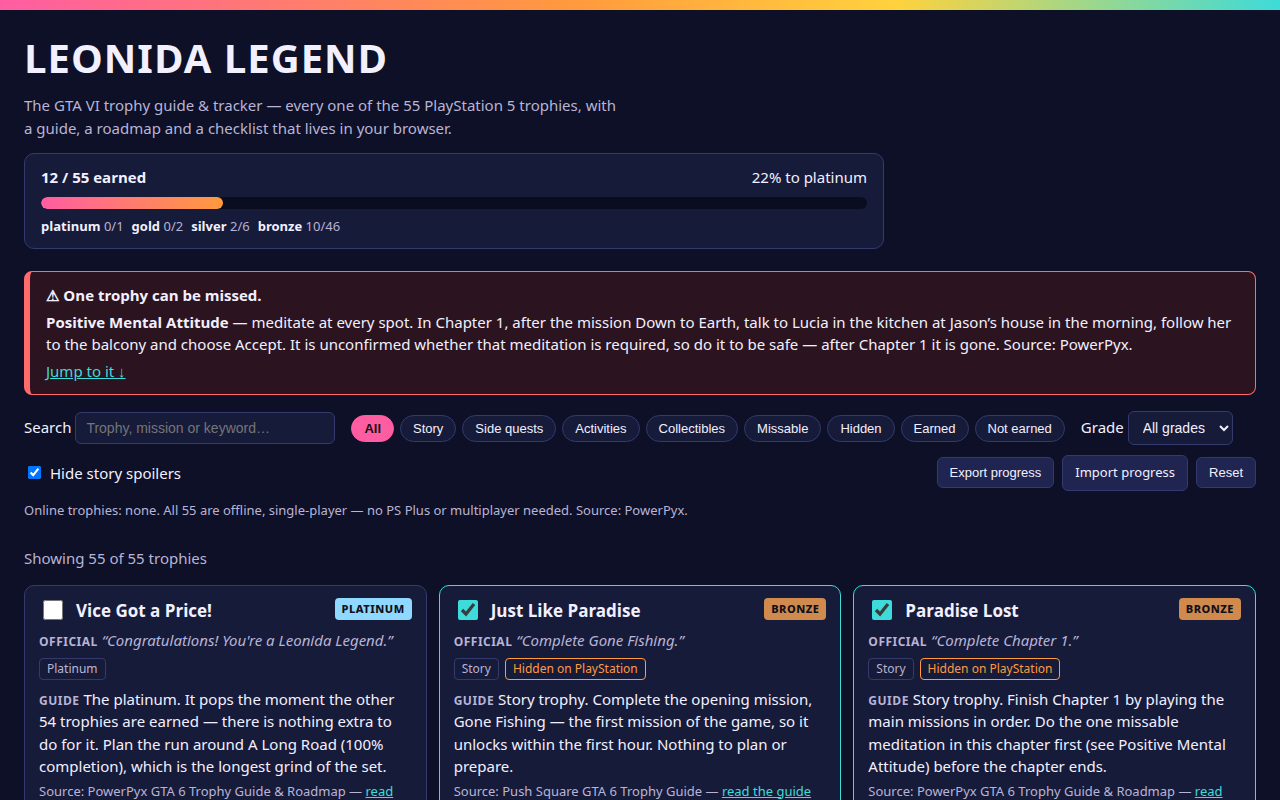 LEONIDA LEGEND
The GTA VI trophy guide & tracker — every one of the 55 PlayStation 5 trophies, with
a guide, a roadmap and a checklist that lives in your browser.
12 / 55 earned 22% to platinum
platinum 0/1 gold 0/2 silver 2/6 bronze 10/46
⚠ One trophy can be missed.
Positive Mental Attitude — meditate at every spot. In Chapter 1, after the mission Down to Earth, talk to Lucia in the kitchen at Jason’s house in the morning, follow her
to the balcony and choose Accept. It is unconfirmed whether that meditation is required, so do it to be safe — after Chapter 1 it is gone. Source: PowerPyx.
Jump to it ↓
Search Trophy, mission or keyword… All Story Side quests Activities Collectibles Missable Hidden Earned Not earned Grade All grades
Hide story spoilers Export progress Import progress Reset
Online trophies: none. All 55 are offline, single-player — no PS Plus or multiplayer needed. Source: PowerPyx.
Showing 55 of 55 trophies
Vice Got a Price! PLATINUM
OFFICIAL “Congratulations! You're a Leonida Legend.”
Platinum
GUIDE The platinum. It pops the moment the other
54 trophies are earned — there is nothing extra to
do for it. Plan the run around A Long Road (100%
completion), which is the longest grind of the set.
Source: PowerPyx GTA 6 Trophy Guide & Roadmap — read
Just Like Paradise BRONZE
OFFICIAL “Complete Gone Fishing.”
Story Hidden on PlayStation
GUIDE Story trophy. Complete the opening mission,
Gone Fishing — the first mission of the game, so it
unlocks within the first hour. Nothing to plan or
prepare.
Source: Push Square GTA 6 Trophy Guide — read the guide
Paradise Lost BRONZE
OFFICIAL “Complete Chapter 1.”
Story Hidden on PlayStation
GUIDE Story trophy. Finish Chapter 1 by playing the
main missions in order. Do the one missable
meditation in this chapter first (see Positive Mental
Attitude) before the chapter ends.
Source: PowerPyx GTA 6 Trophy Guide & Roadmap — read